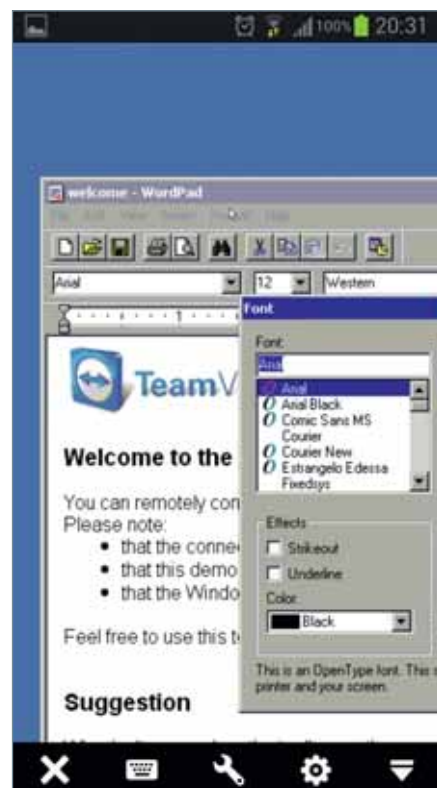 100% 20:31
welcome - WordPad
Arial 12 Western
1
Font
Font:
Arial
Arial
Arial Black
Comic Sans MS
Courier
Courier New
Estrangelo Edessa
Fixedsys
TeamV
Welcome to the
You can remotely con
Please note:
• that the connec
• that this demo
• that the Windo
Feel free to use this t
Effects
Strikeout
Underline
Color:
Black
This is an OpenType font. This s
printer and your screen.
Suggestion